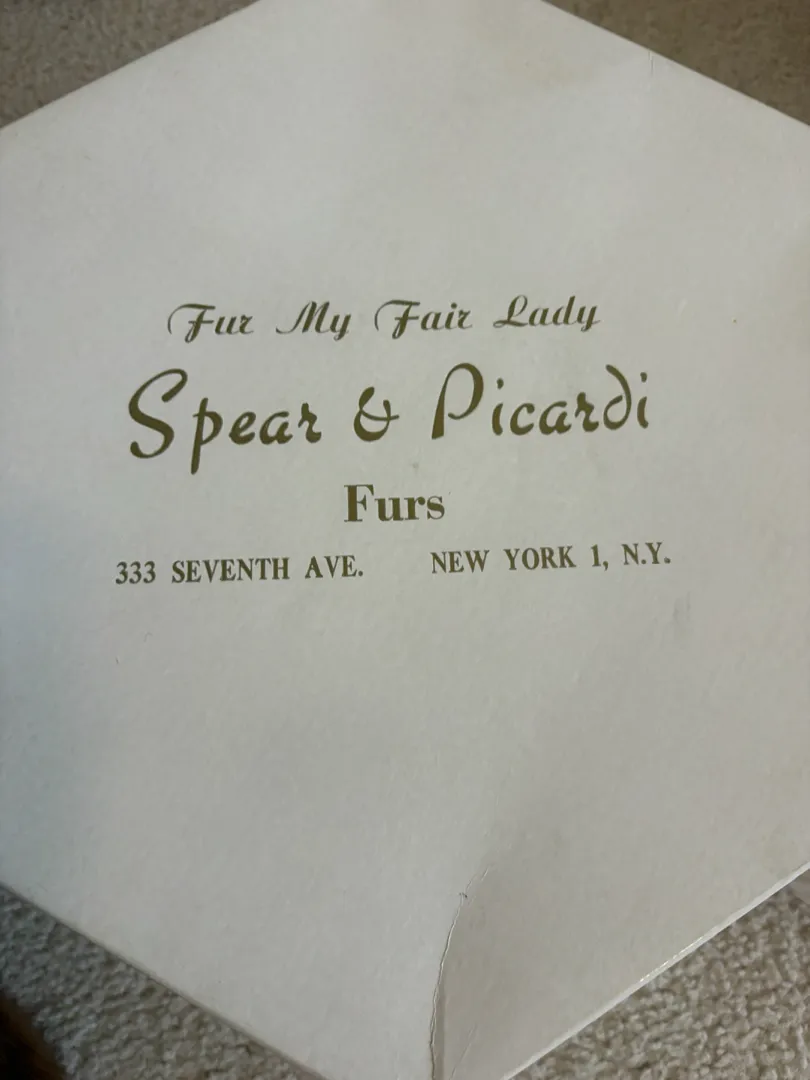 Fur My Fair Lady
Spear & Picardi
Furs
333 SEVENTH AVE. NEW YORK 1, N.Y.